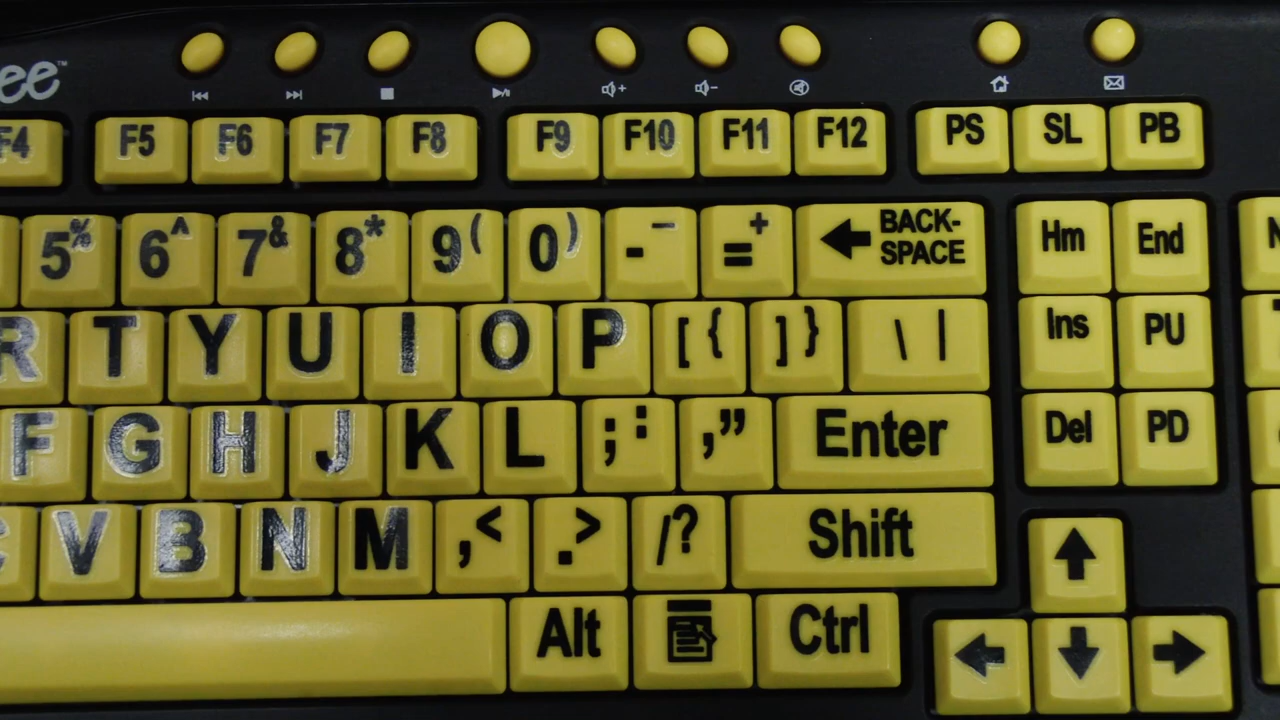 ee™
F4 F5 F6 F7 F8 F9 F10 F11 F12 PS SL PB
5% 6^ 7& 8* 9( 0) - _ = + BACK-SPACE Hm End
R T Y U I O P [ { ] } \ | Ins PU
F G H J K L ; : , ” Enter Del PD
V B N M , < . > / ? Shift
Alt Ctrl